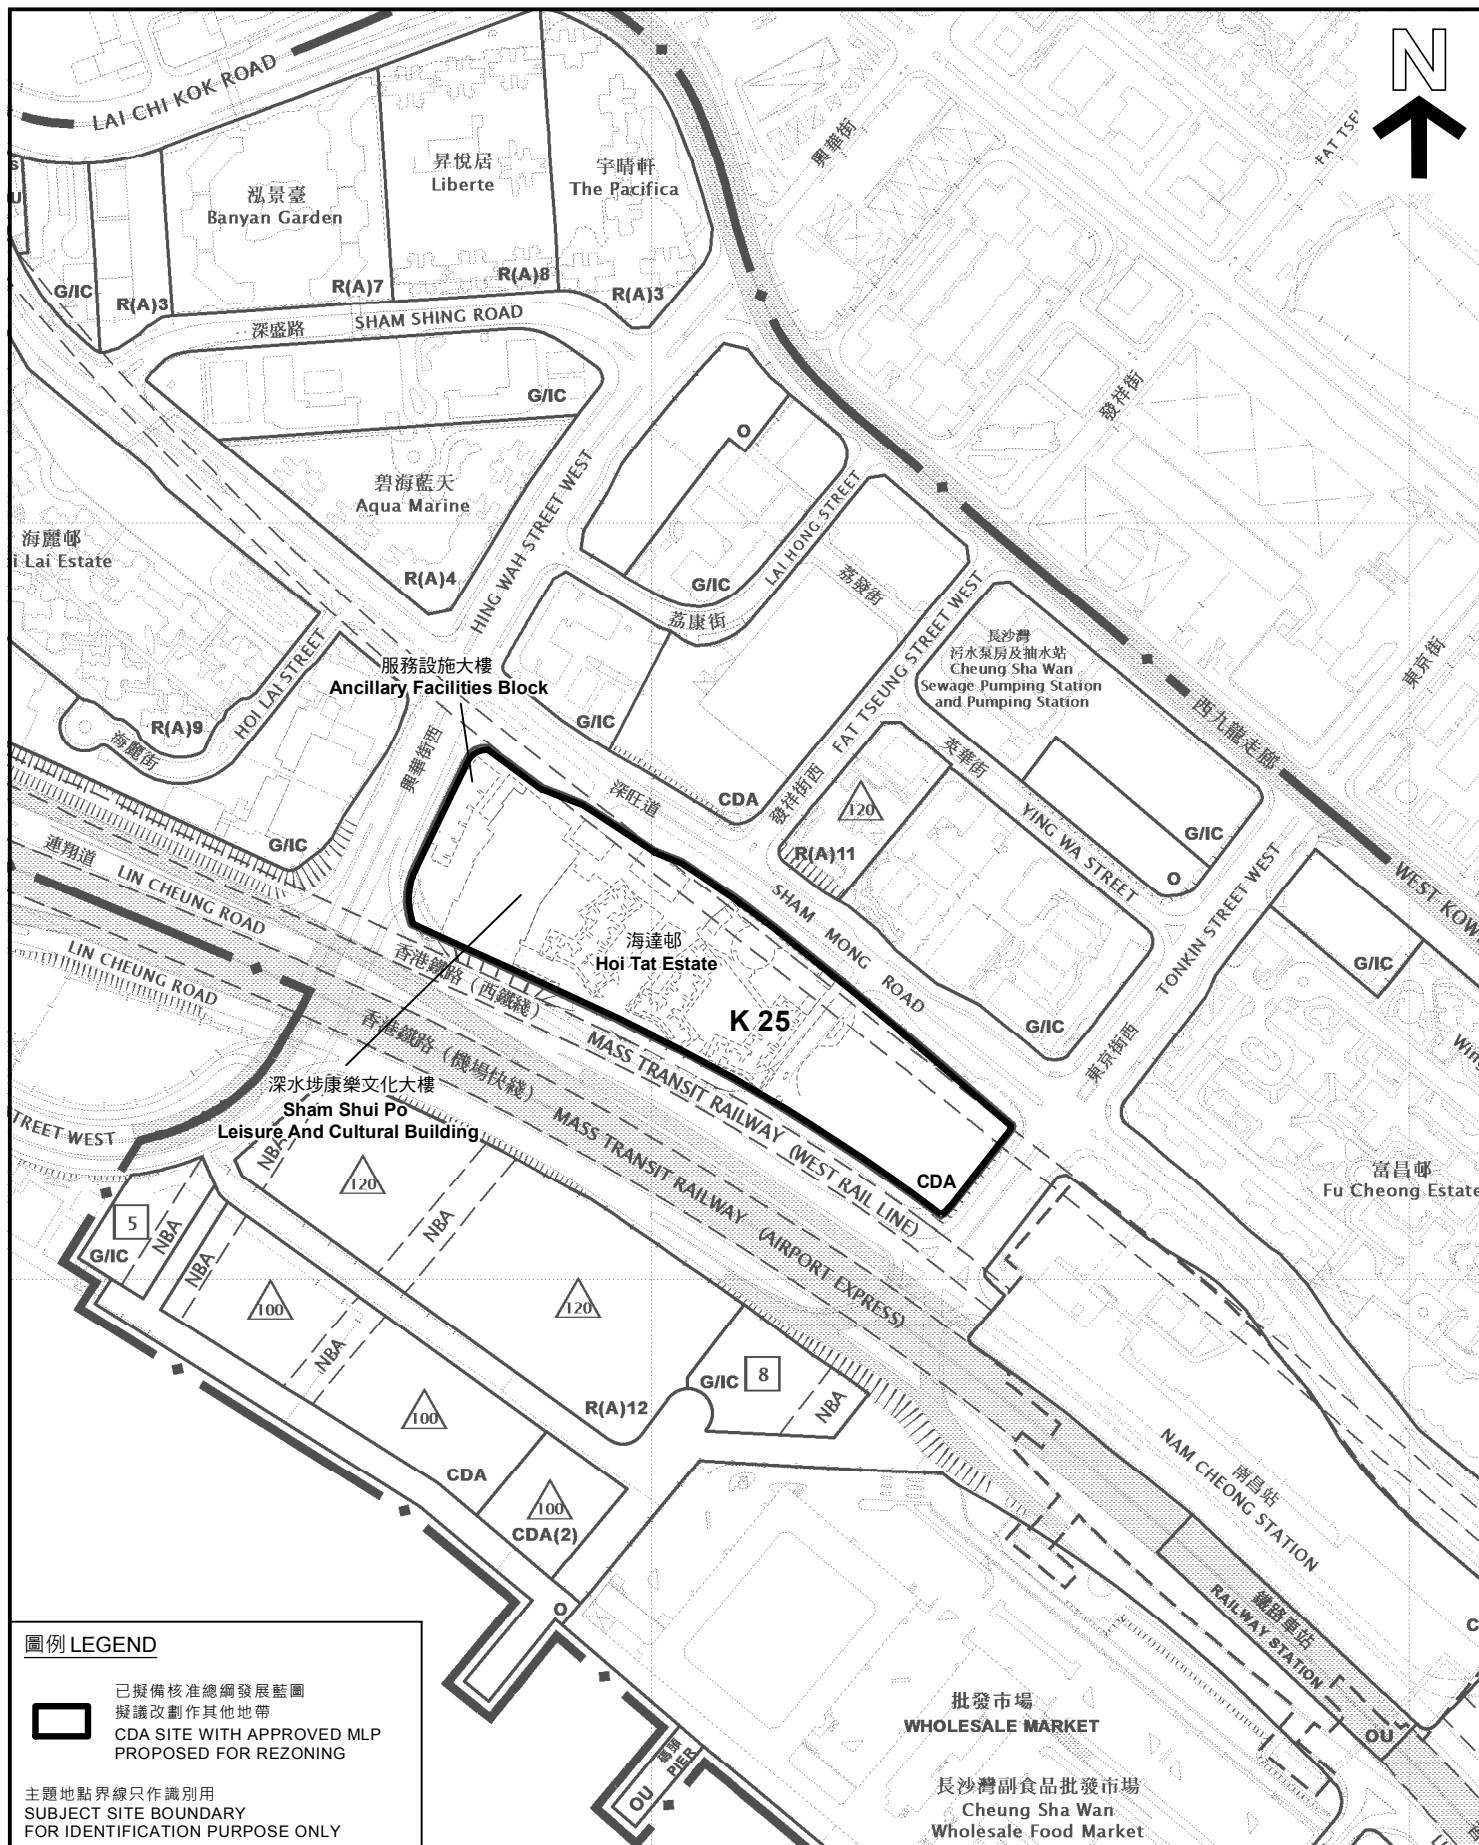 N
LAI CHI KOK ROAD
興華街
泓景臺
Banyan Garden
昇悅居
Liberte
宇晴軒
The Pacifica
G/IC
R(A)3
R(A)7
R(A)8
R(A)3
深盛路
SHAM SHING ROAD
G/IC
發祥街
O
碧海藍天
Aqua Marine
R(A)4
HING WAH STREET WEST
LAI HONG STREET
G/IC
荔發街
荔康街
海麗邨
i Lai Estate
FAT TSEUNG STREET WEST
長沙灣
污水泵房及抽水站
Cheung Sha Wan
Sewage Pumping Station
and Pumping Station
東京街
西九龍走廊
WEST KOW
服務設施大樓
Ancillary Facilities Block
R(A)9
HOI LAI STREET
海麗街
興華街西
G/IC
G/IC
CDA
深旺道
發祥街西
120
R(A)11
英華街
YING WA STREET
G/IC
O
TONKIN STREET WEST
G/IC
連翔道
LIN CHEUNG ROAD
LIN CHEUNG ROAD
SHAM MONG ROAD
海達邨
Hoi Tat Estate
K 25
香港鐵路（西鐵綫）
MASS TRANSIT RAILWAY (WEST RAIL LINE)
香港鐵路（機場快綫）
MASS TRANSIT RAILWAY (AIRPORT EXPRESS)
G/IC
東京街西
深水埗康樂文化大樓
Sham Shui Po
Leisure And Cultural Building
TREET WEST
CDA
富昌邨
Fu Cheong Estate
NBA
120
5
G/IC
NBA
NBA
NBA
100
120
NBA
100
R(A)12
G/IC
8
NBA
CDA
100
CDA(2)
NAM CHEONG STATION
南昌站
鐵路車站
RAILWAY STATION
O
OU
批發市場
WHOLESALE MARKET
長沙灣副食品批發市場
Cheung Sha Wan
Wholesale Food Market
碼頭
PIER
OU
圖例 LEGEND
已擬備核准總綱發展藍圖
擬議改劃作其他地帶
CDA SITE WITH APPROVED MLP
PROPOSED FOR REZONING
主題地點界線只作識別用
SUBJECT SITE BOUNDARY
FOR IDENTIFICATION PURPOSE ONLY